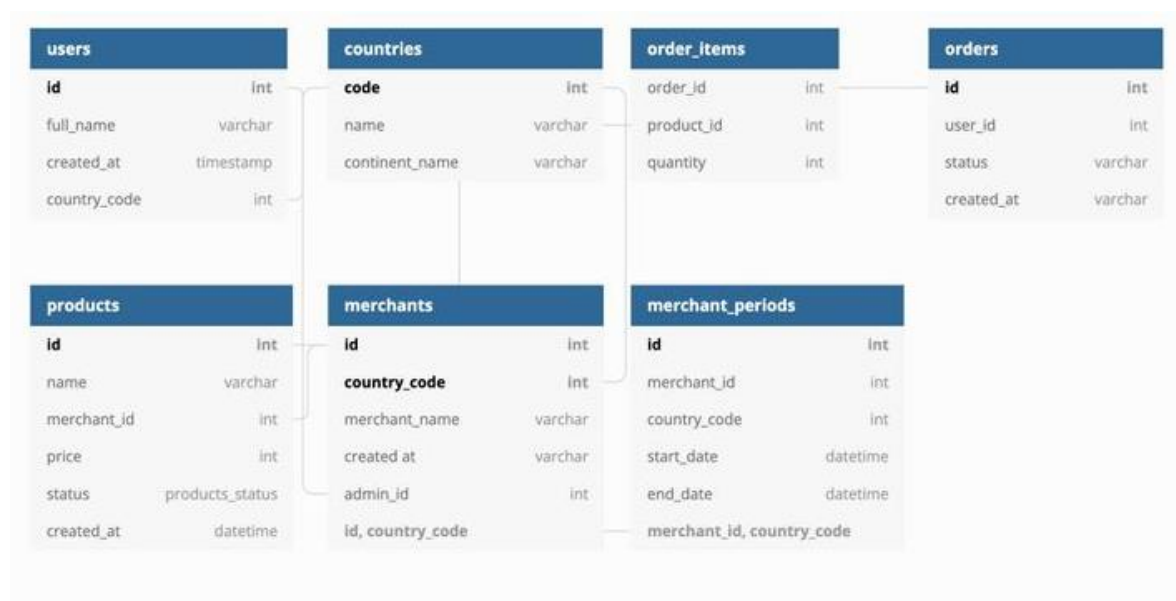 users
id int
full_name varchar
created_at timestamp
country_code int
countries
code int
name varchar
continent_name varchar
order_items
order_id int
product_id int
quantity int
orders
id int
user_id int
status varchar
created_at varchar
products
id int
name varchar
merchant_id int
price int
status products_status
created_at datetime
merchants
id int
country_code int
merchant_name varchar
created at varchar
admin_id int
id, country_code
merchant_periods
id int
merchant_id int
country_code int
start_date datetime
end_date datetime
merchant_id, country_code